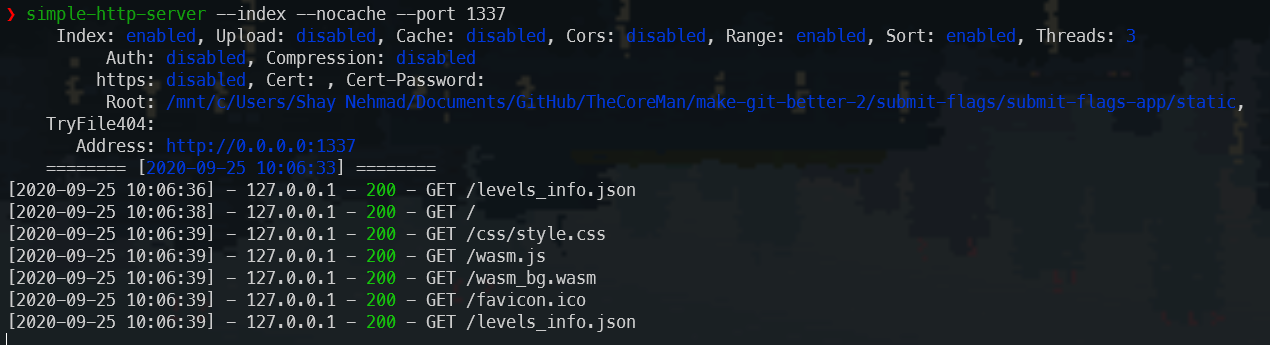 ❯ simple-http-server --index --nocache --port 1337
Index: enabled, Upload: disabled, Cache: disabled, Cors: disabled, Range: enabled, Sort: enabled, Threads: 3
Auth: disabled, Compression: disabled
https: disabled, Cert: , Cert-Password:
Root: /mnt/c/Users/Shay Nehmad/Documents/GitHub/TheCoreMan/make-git-better-2/submit-flags/submit-flags-app/static,
TryFile404:
Address: http://0.0.0.0:1337
======== [2020-09-25 10:06:33] ========
[2020-09-25 10:06:36] - 127.0.0.1 - 200 - GET /levels_info.json
[2020-09-25 10:06:38] - 127.0.0.1 - 200 - GET /
[2020-09-25 10:06:39] - 127.0.0.1 - 200 - GET /css/style.css
[2020-09-25 10:06:39] - 127.0.0.1 - 200 - GET /wasm.js
[2020-09-25 10:06:39] - 127.0.0.1 - 200 - GET /wasm_bg.wasm
[2020-09-25 10:06:39] - 127.0.0.1 - 200 - GET /favicon.ico
[2020-09-25 10:06:39] - 127.0.0.1 - 200 - GET /levels_info.json